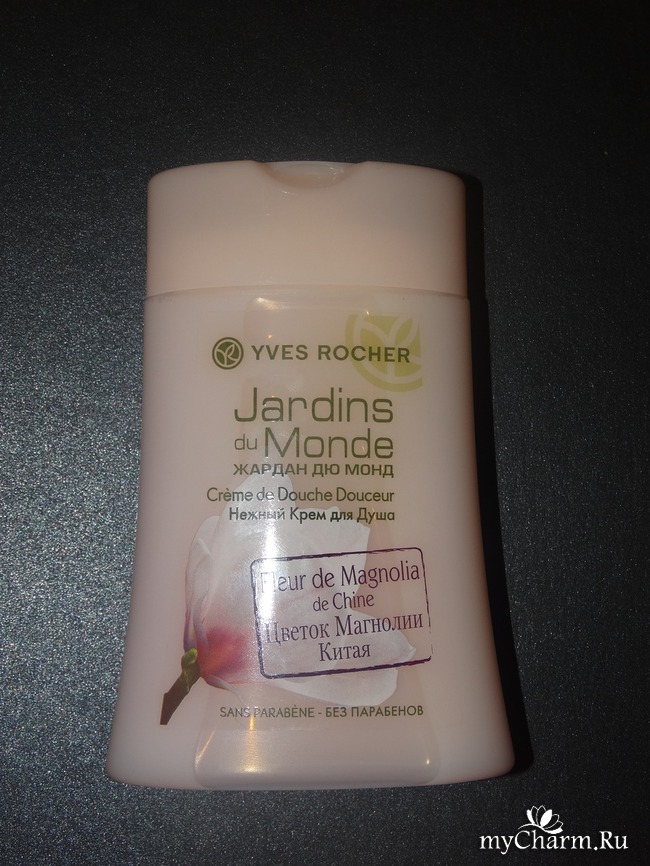 YVES ROCHER
Jardins
du Monde
ЖАРДАН ДЮ МОНД
Crème de Douche Douceur
Нежный Крем для Душа
Fleur de Magnolia
de Chine
Цветок Магнолии
Китая
SANS PARABÈNE - БЕЗ ПАРАБЕНОВ
myCharm.Ru